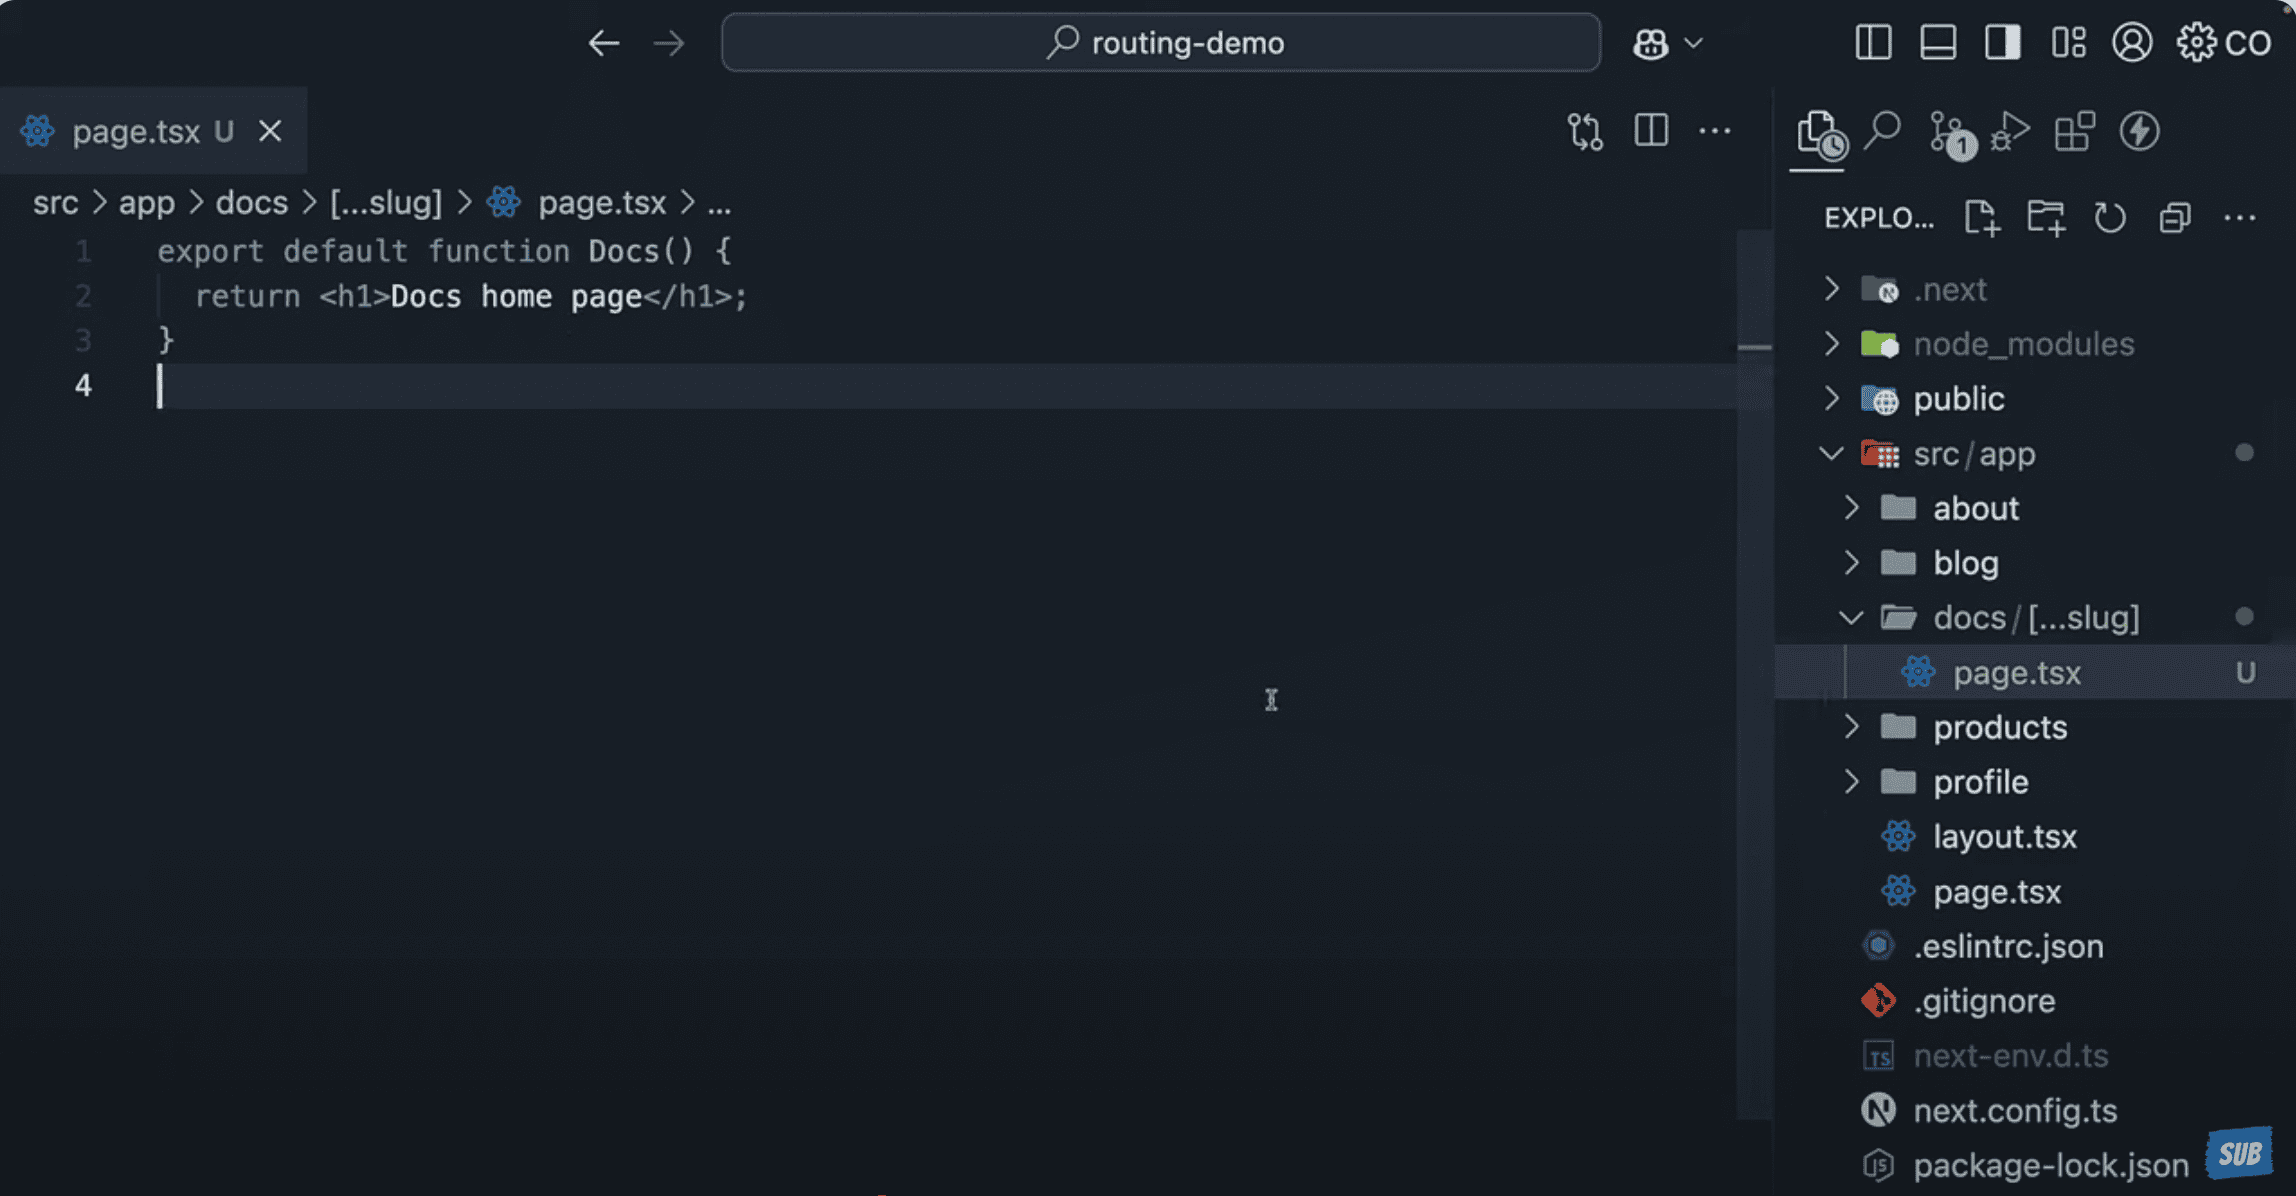 routing-demo
CO
page.tsx U
src > app > docs > [...slug] > page.tsx > ...
1 export default function Docs() {
2 return <h1>Docs home page</h1>;
3 }
4
1
EXPLO...
.next
node_modules
public
src/app
about
blog
docs/[...slug]
page.tsx U
products
profile
layout.tsx
page.tsx
.eslintrc.json
.gitignore
TS next-env.d.ts
N next.config.ts
JS package-lock.json
SUB